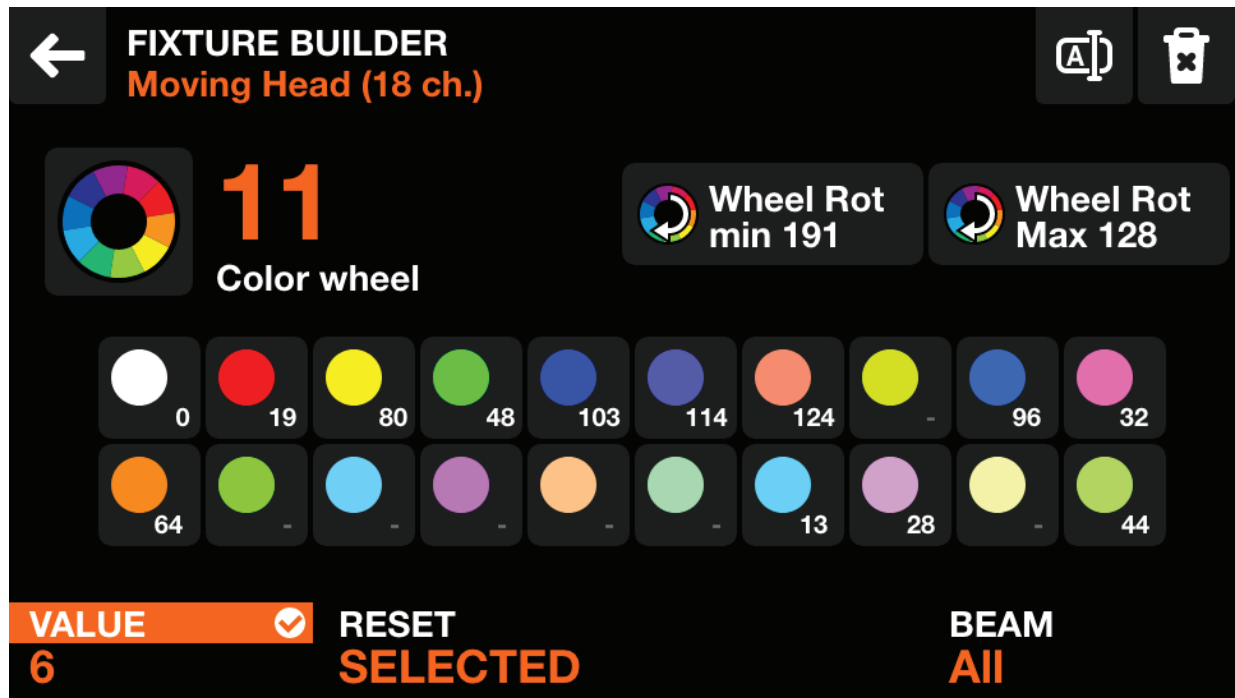 FIXTURE BUILDER
Moving Head (18 ch.)
A
11
Color wheel
Wheel Rot
min 191
Wheel Rot
Max 128
0 19 80 48 103 114 124 - 96 32
64 - - - - - 13 28 - 44
VALUE RESET BEAM
6 SELECTED All